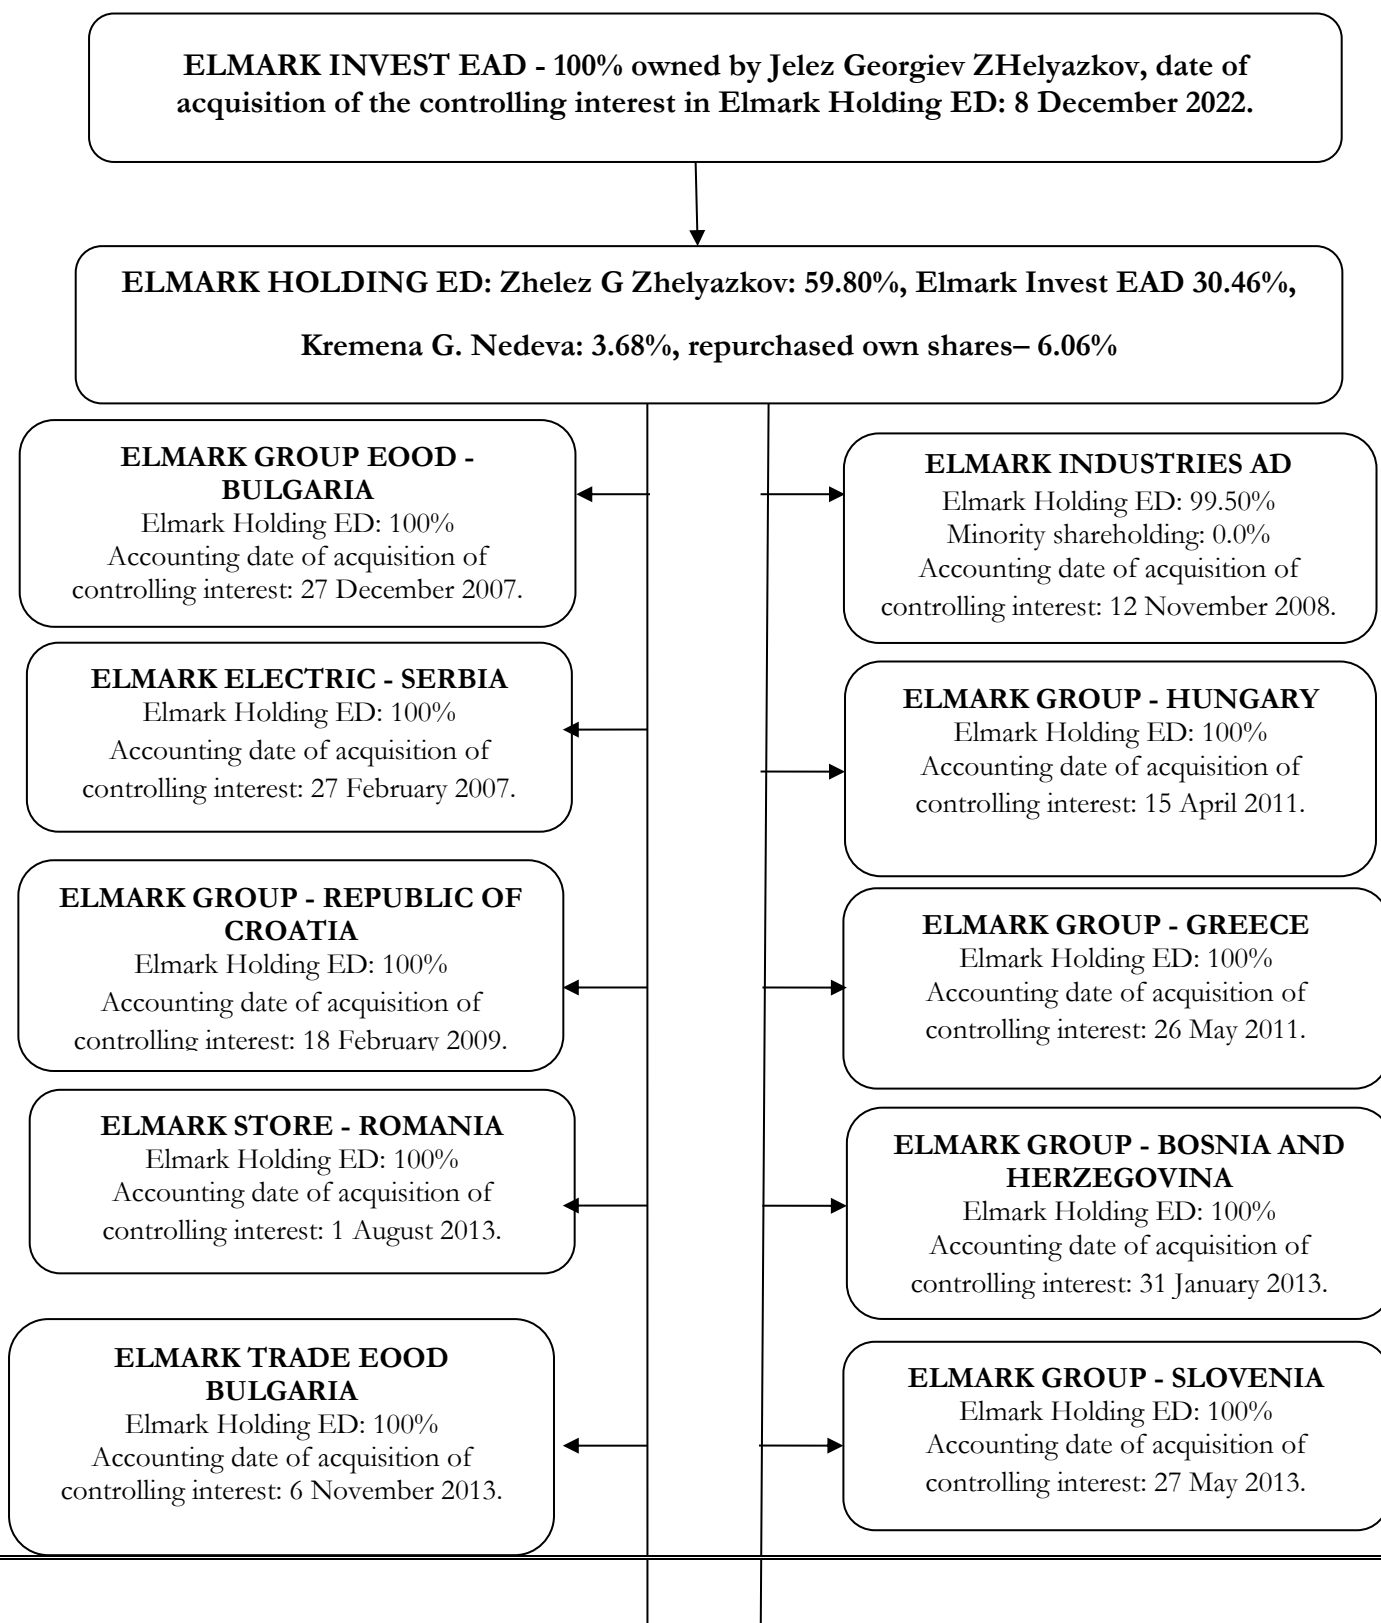 ELMARK INVEST EAD - 100% owned by Jelez Georgiev ZHelyazkov, date of
acquisition of the controlling interest in Elmark Holding ED: 8 December 2022.
ELMARK HOLDING ED: Zhelez G Zhelyazkov: 59.80%, Elmark Invest EAD 30.46%,
Kremena G. Nedeva: 3.68%, repurchased own shares– 6.06%
ELMARK GROUP EOOD -
BULGARIA
Elmark Holding ED: 100%
Accounting date of acquisition of
controlling interest: 27 December 2007.
ELMARK INDUSTRIES AD
Elmark Holding ED: 99.50%
Minority shareholding: 0.0%
Accounting date of acquisition of
controlling interest: 12 November 2008.
ELMARK ELECTRIC - SERBIA
Elmark Holding ED: 100%
Accounting date of acquisition of
controlling interest: 27 February 2007.
ELMARK GROUP - HUNGARY
Elmark Holding ED: 100%
Accounting date of acquisition of
controlling interest: 15 April 2011.
ELMARK GROUP - REPUBLIC OF
CROATIA
Elmark Holding ED: 100%
Accounting date of acquisition of
controlling interest: 18 February 2009.
ELMARK GROUP - GREECE
Elmark Holding ED: 100%
Accounting date of acquisition of
controlling interest: 26 May 2011.
ELMARK STORE - ROMANIA
Elmark Holding ED: 100%
Accounting date of acquisition of
controlling interest: 1 August 2013.
ELMARK GROUP - BOSNIA AND
HERZEGOVINA
Elmark Holding ED: 100%
Accounting date of acquisition of
controlling interest: 31 January 2013.
ELMARK TRADE EOOD
BULGARIA
Elmark Holding ED: 100%
Accounting date of acquisition of
controlling interest: 6 November 2013.
ELMARK GROUP - SLOVENIA
Elmark Holding ED: 100%
Accounting date of acquisition of
controlling interest: 27 May 2013.